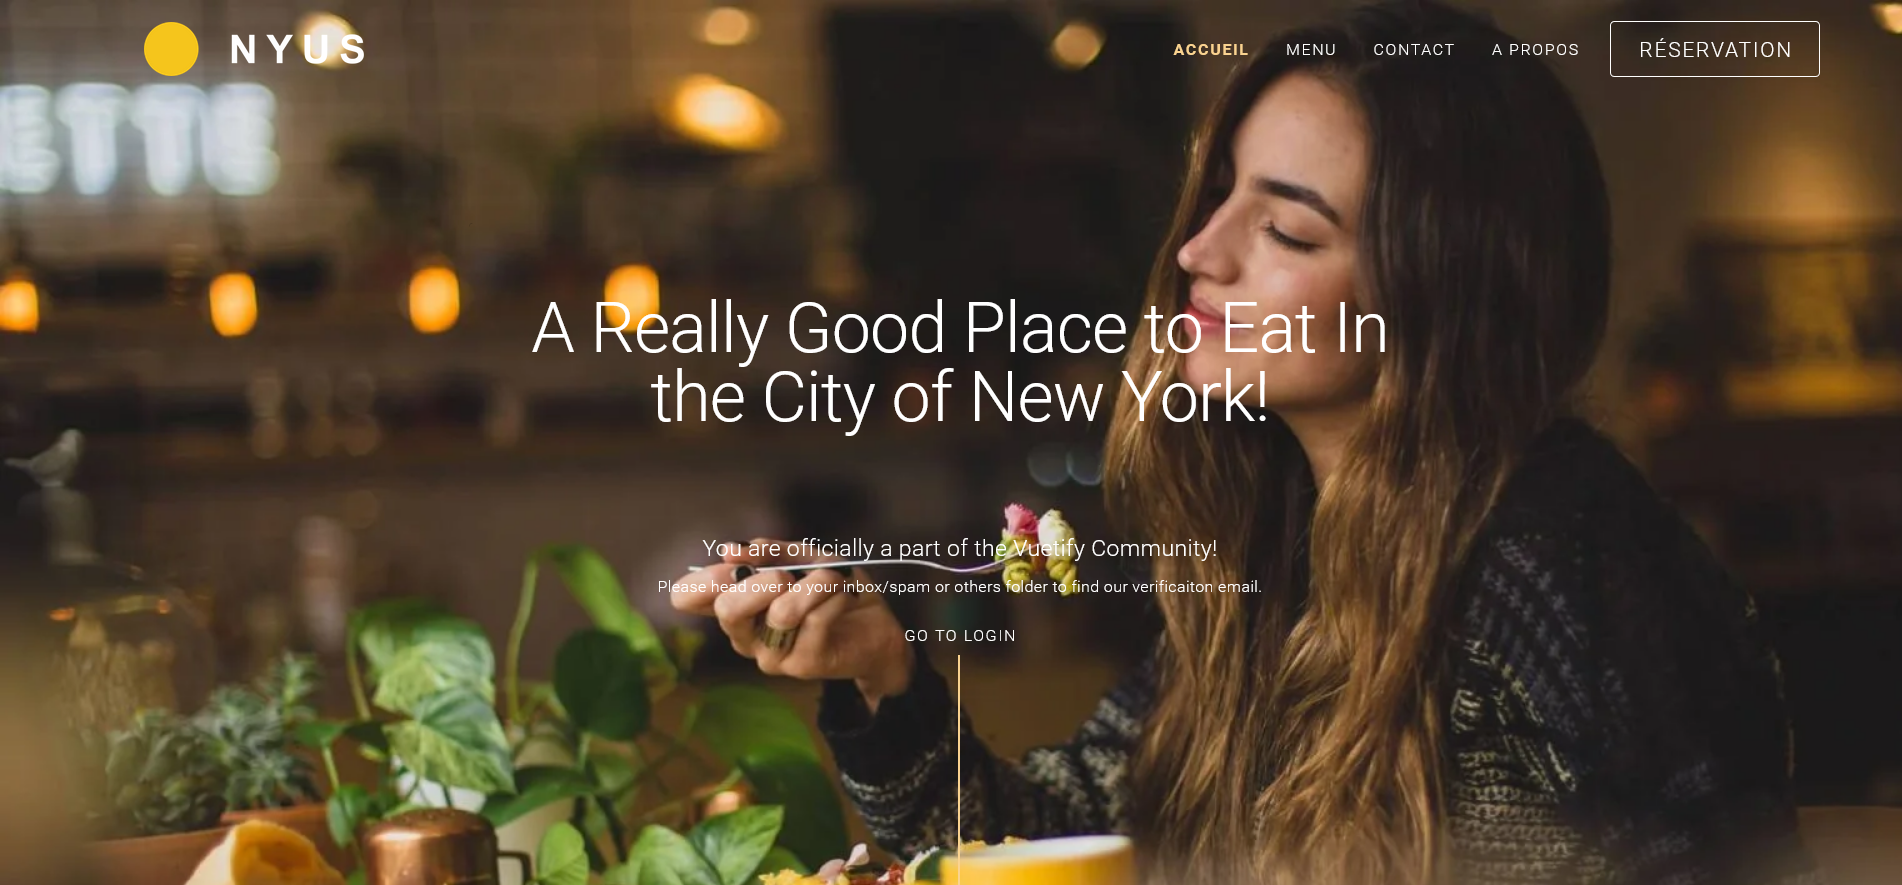 NYUS
ACCUEIL
MENU
CONTACT
A PROPOS
RÉSERVATION
ETTE
A Really Good Place to Eat In
the City of New York!
You are officially a part of the Vuetify Community!
Please head over to your inbox/spam or others folder to find our verificaiton email.
GO TO LOGIN